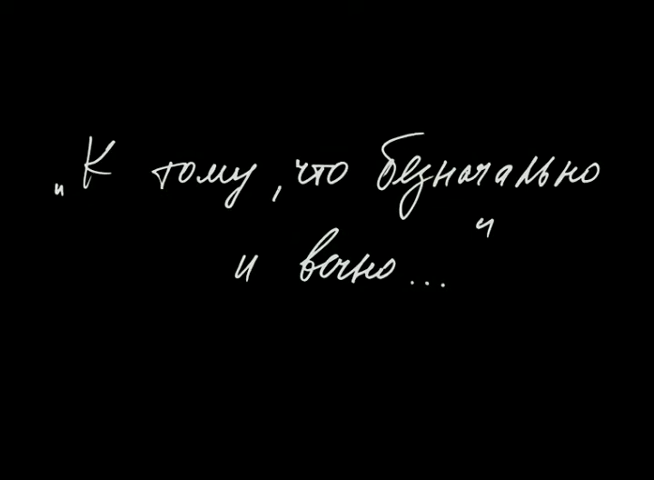 „К тому, что безначально
и вечно..."